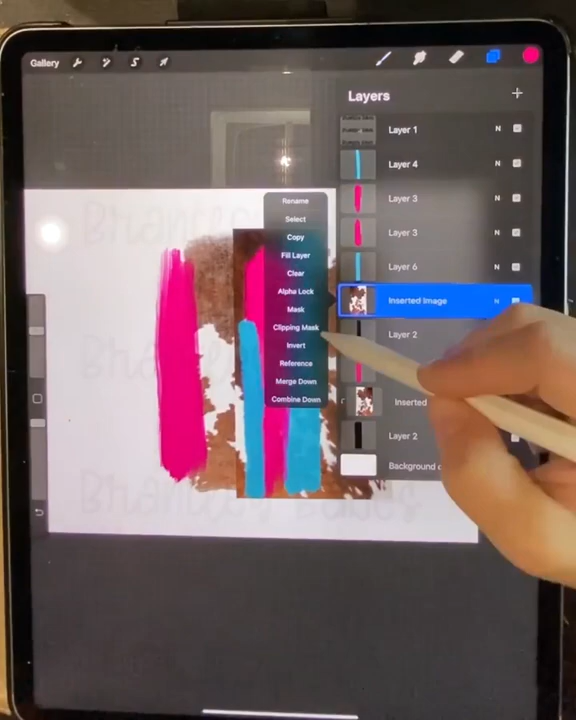 Gallery
Layers
Layer 1
N
Layer 4
N
Layer 3
N
Layer 3
N
Layer 6
N
Inserted Image
N
Layer 2
Inserted
Layer 2
Background
Rename
Select
Copy
Fill Layer
Clear
Alpha Lock
Mask
Clipping Mask
Invert
Reference
Merge Down
Combine Down